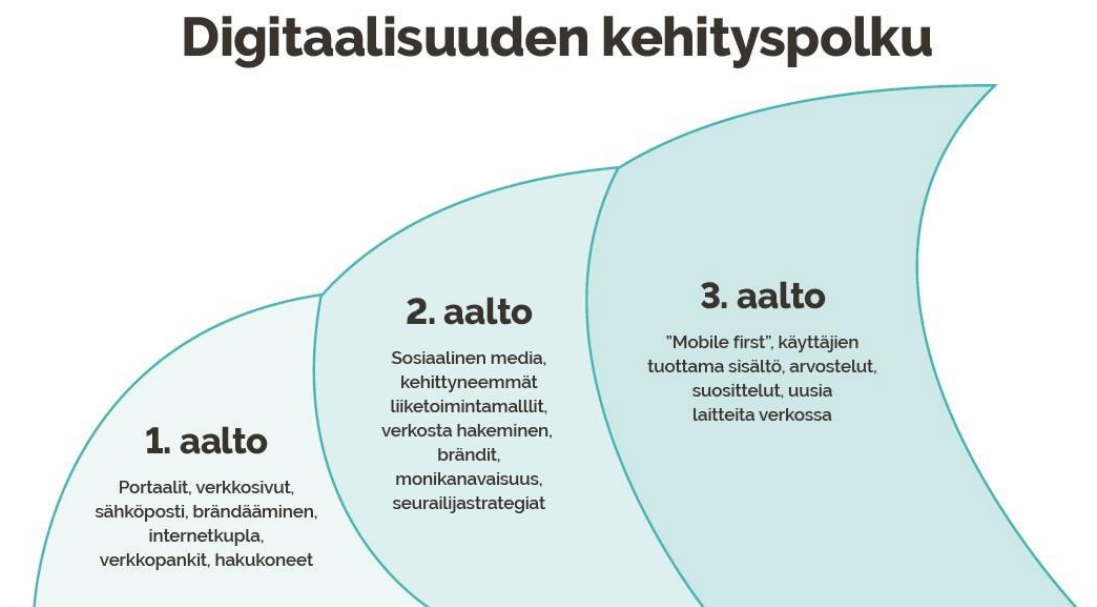 Digitaalisuuden kehityspolku
1. aalto
Portaalit, verkkosivut,
sähköposti, brändääminen,
internetkupla,
verkkopankit, hakukoneet
2. aalto
Sosiaalinen media,
kehittyneemmät
liiketoimintamalllit,
verkosta hakeminen,
brändit,
monikanavaisuus,
seurailijastrategiat
3. aalto
”Mobile first”, käyttäjien
tuottama sisältö, arvostelut,
suosittelut, uusia
laitteita verkossa